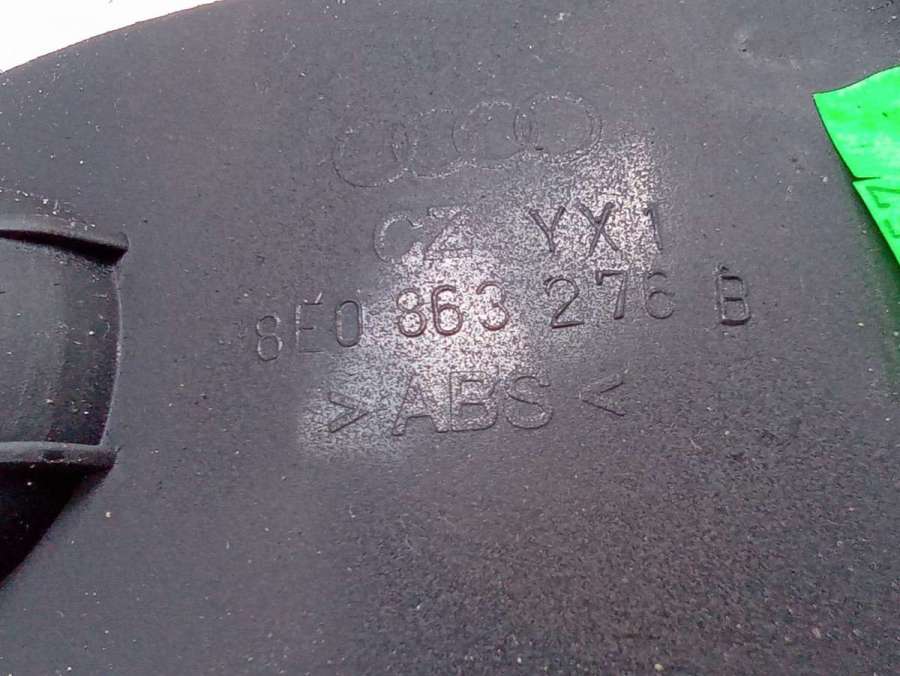 CZ YX1
8E0 863 276 B
>ABS<